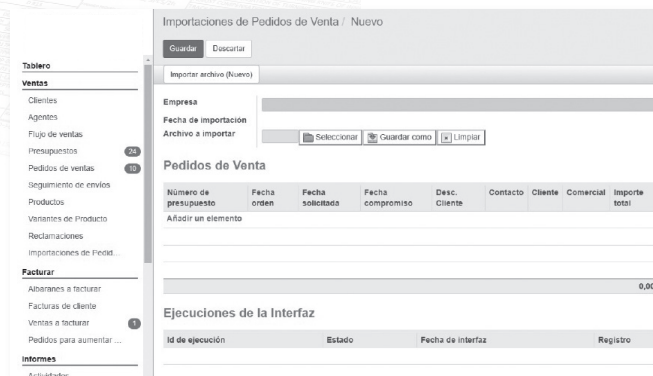 Importaciones de Pedidos de Venta / Nuevo
Guardar Descartar
Importar archivo (Nuevo)
Tablero
Ventas
Clientes
Agentes
Flujo de ventas
Presupuestos 24
Pedidos de ventas 10
Seguimiento de envíos
Productos
Variantes de Producto
Reclamaciones
Importaciones de Pedid...
Facturar
Albaranes a facturar
Facturas de cliente
Ventas a facturar 1
Pedidos para aumentar ...
Informes
Actividades
Empresa
Fecha de importación
Archivo a importar Seleccionar Guardar como Limpiar
Pedidos de Venta
Número de presupuesto Fecha orden Fecha solicitada Fecha compromiso Desc. Cliente Contacto Cliente Comercial Importe total
Añadir un elemento
0,00
Ejecuciones de la Interfaz
Id de ejecución Estado Fecha de interfaz Registro